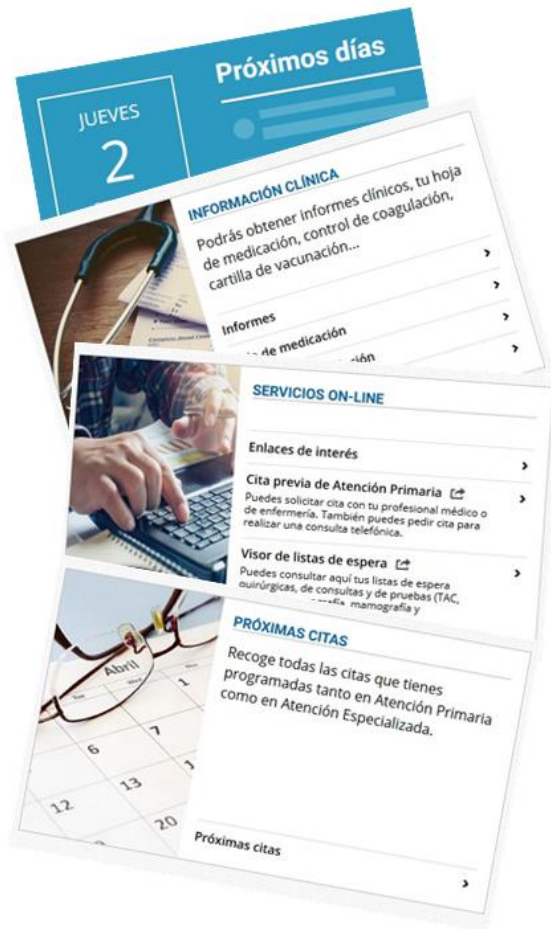 Próximos días
JUEVES
2
INFORMACIÓN CLÍNICA
Podrás obtener informes clínicos, tu hoja
de medicación, control de coagulación,
cartilla de vacunación...
Informes
de medicación
SERVICIOS ON-LINE
Enlaces de interés
Cita previa de Atención Primaria
Puedes solicitar cita con tu profesional médico o
de enfermería. También puedes pedir cita para
realizar una consulta telefónica.
Visor de listas de espera
Puedes consultar aquí tus listas de espera
quirúrgicas, de consultas y de pruebas (TAC,
mamografía y
PRÓXIMAS CITAS
Recoge todas las citas que tienes
programadas tanto en Atención Primaria
como en Atención Especializada.
Próximas citas
Abril
1
6 7
12 13
20